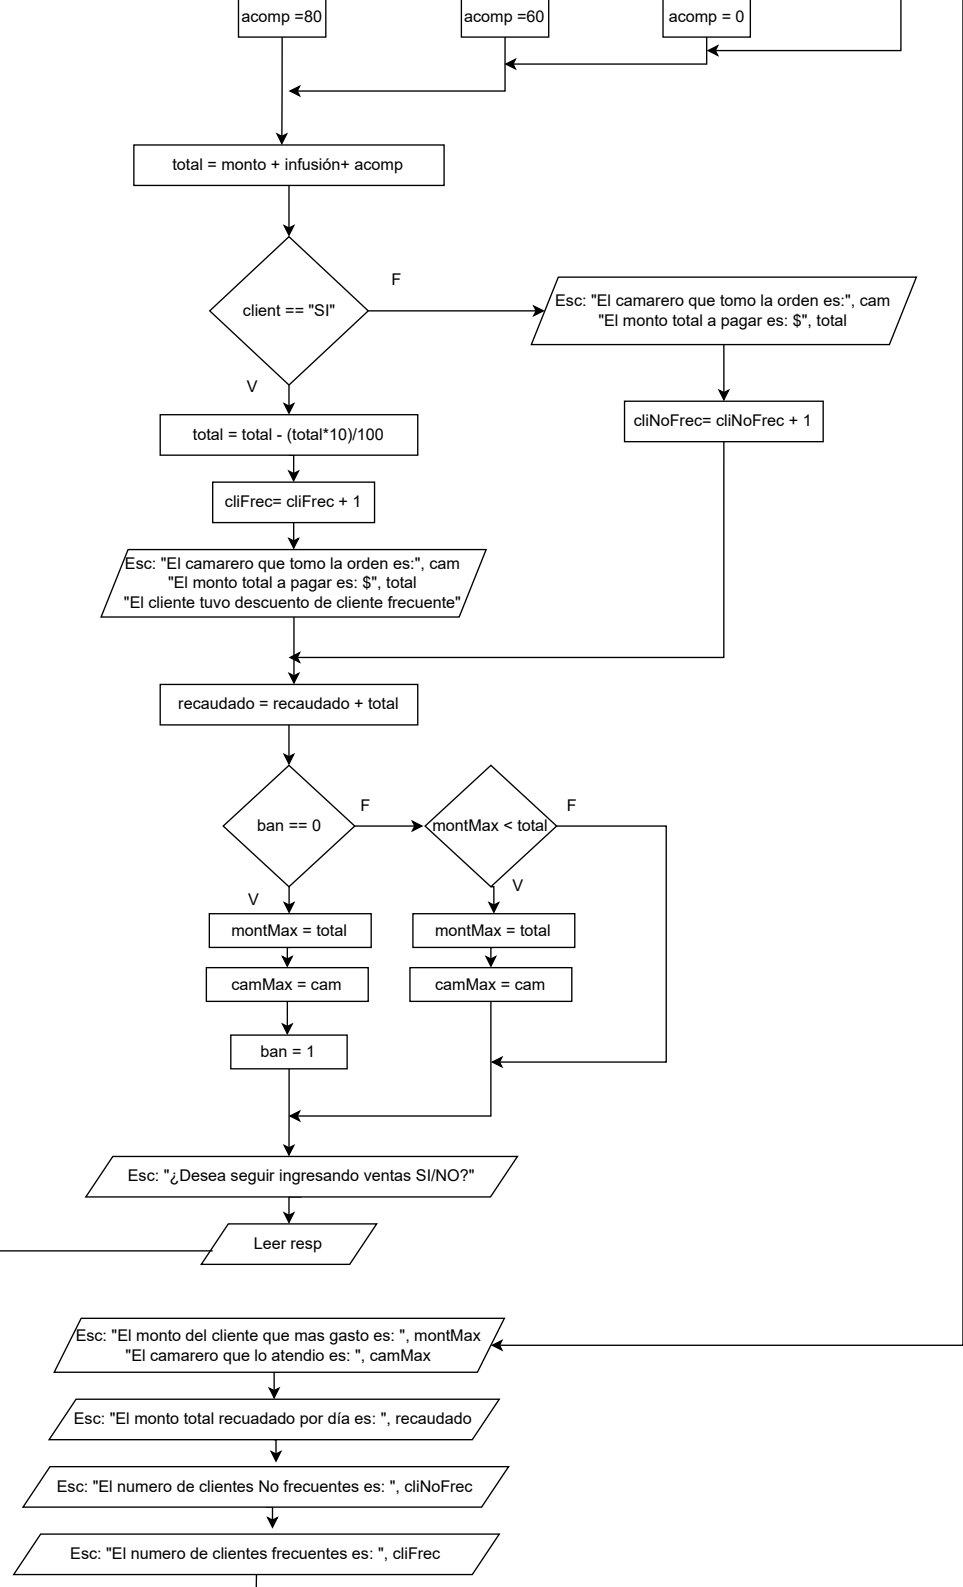 acomp =80
acomp =60
acomp = 0
total = monto + infusión+ acomp
client == "SI"
F
Esc: "El camarero que tomo la orden es:", cam
"El monto total a pagar es: $", total
V
total = total - (total*10)/100
cliNoFrec= cliNoFrec + 1
cliFrec= cliFrec + 1
Esc: "El camarero que tomo la orden es:", cam
"El monto total a pagar es: $", total
"El cliente tuvo descuento de cliente frecuente"
recaudado = recaudado + total
ban == 0
F
montMax < total
F
V
V
montMax = total
montMax = total
camMax = cam
camMax = cam
ban = 1
Esc: "¿Desea seguir ingresando ventas SI/NO?"
Leer resp
Esc: "El monto del cliente que mas gasto es: ", montMax
"El camarero que lo atendio es: ", camMax
Esc: "El monto total recuadado por día es: ", recaudado
Esc: "El numero de clientes No frecuentes es: ", cliNoFrec
Esc: "El numero de clientes frecuentes es: ", cliFrec